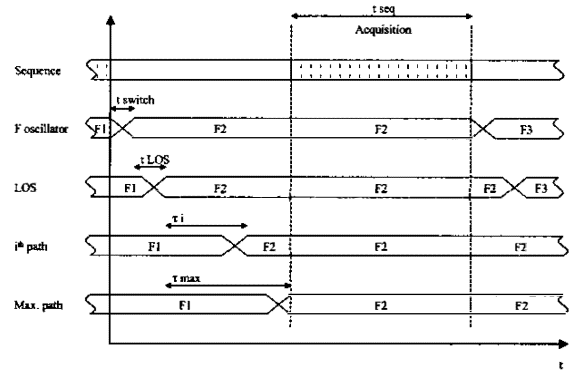 t seq
Acquisition
Sequence
t switch
F oscillator F1 F2 F2 F3
t LOS
LOS F1 F2 F2 F2 F3
τ i
iᵗʰ path F1 F2 F2 F2
τ max
Max. path F1 F2 F2
t